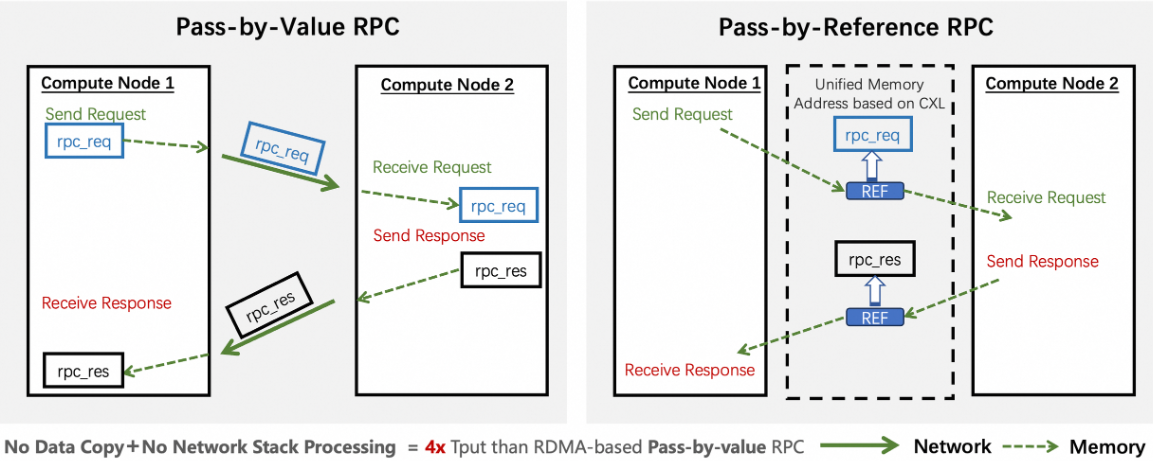 Pass-by-Value RPC
Compute Node 1
Send Request
rpc_req
rpc_req
Receive Response
rpc_res
rpc_res
Compute Node 2
Receive Request
rpc_req
Send Response
rpc_res
Pass-by-Reference RPC
Compute Node 1
Send Request
Receive Response
Unified Memory
Address based on CXL
rpc_req
REF
rpc_res
REF
Compute Node 2
Receive Request
Send Response
No Data Copy+No Network Stack Processing = 4x Tput than RDMA-based Pass-by-value RPC
Network
Memory